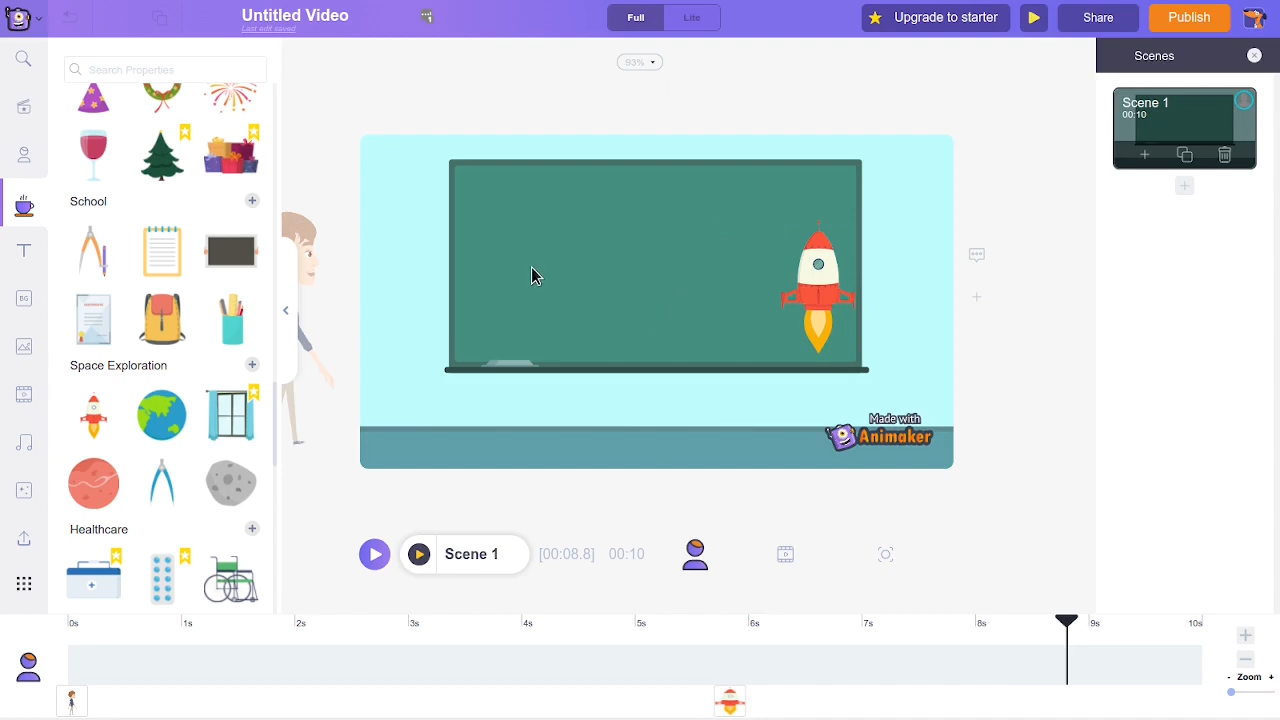 Untitled Video
Last edit saved
Full
Lite
Upgrade to starter
Share
Publish
Search Properties
93%
Scenes
Scene 1
00:10
School
Space Exploration
BG
Made with
Animaker
Healthcare
Scene 1
[00:08.8]
00:10
0s
1s
2s
3s
4s
5s
6s
7s
8s
9s
10s
- Zoom +